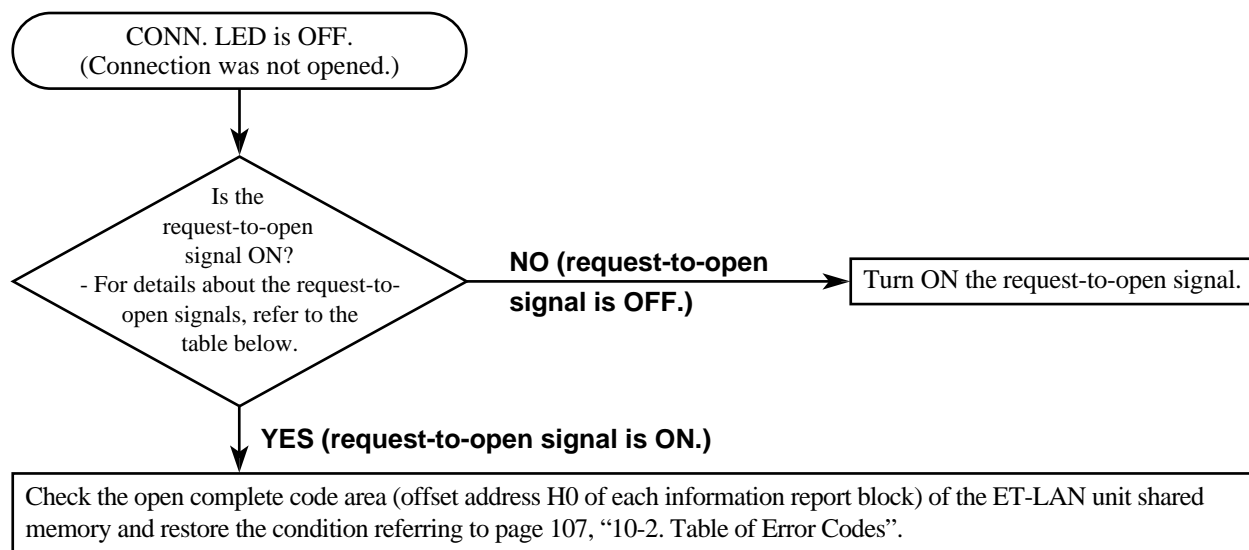 CONN. LED is OFF.
(Connection was not opened.)
Is the
request-to-open
signal ON?
- For details about the request-to-
open signals, refer to the
table below.
NO (request-to-open
signal is OFF.)
Turn ON the request-to-open signal.
YES (request-to-open signal is ON.)
Check the open complete code area (offset address H0 of each information report block) of the ET-LAN unit shared
memory and restore the condition referring to page 107, “10-2. Table of Error Codes”.